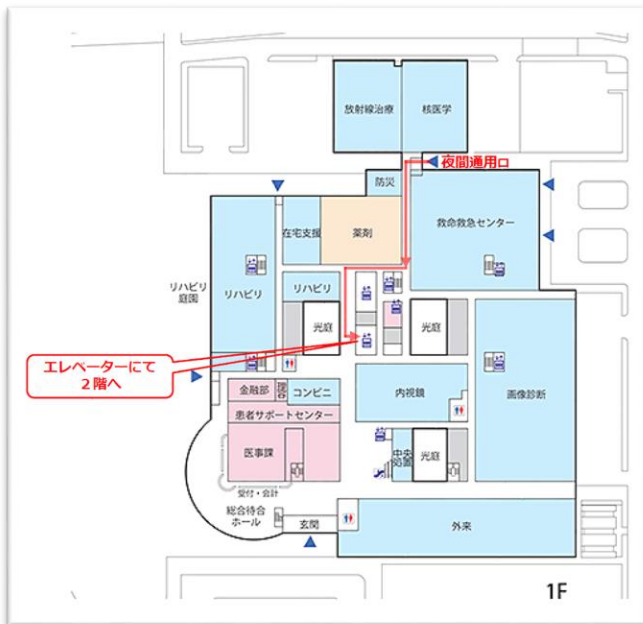 放射線治療
核医学
夜間通用口
防災
救命救急センター
在宅支援
薬剤
リハビリ
庭園
リハビリ
リハビリ
光庭
光庭
エレベーターにて
2階へ
金融部
コンビニ
内視鏡
画像診断
患者サポートセンター
医事課
中央
処置
光庭
受付・会計
総合待合
ホール
玄関
外来
1F